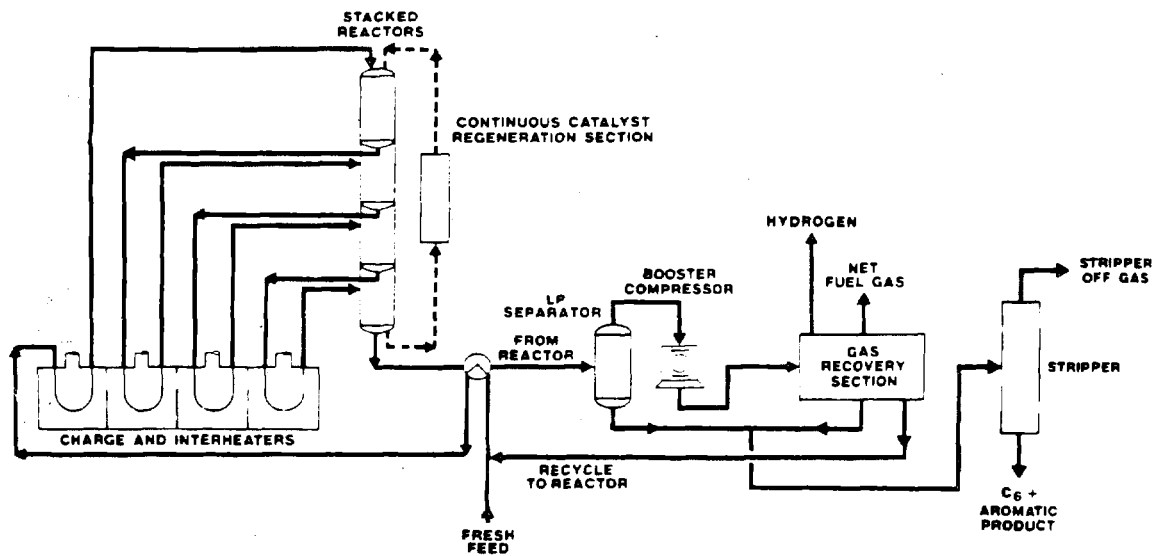 STACKED
REACTORS
CONTINUOUS CATALYST
REGENERATION SECTION
HYDROGEN
NET
FUEL GAS
STRIPPER
OFF GAS
BOOSTER
COMPRESSOR
LP
SEPARATOR
FROM
REACTOR
GAS
RECOVERY
SECTION
STRIPPER
CHARGE AND INTERHEATERS
RECYCLE
TO REACTOR
FRESH
FEED
C6 +
AROMATIC
PRODUCT